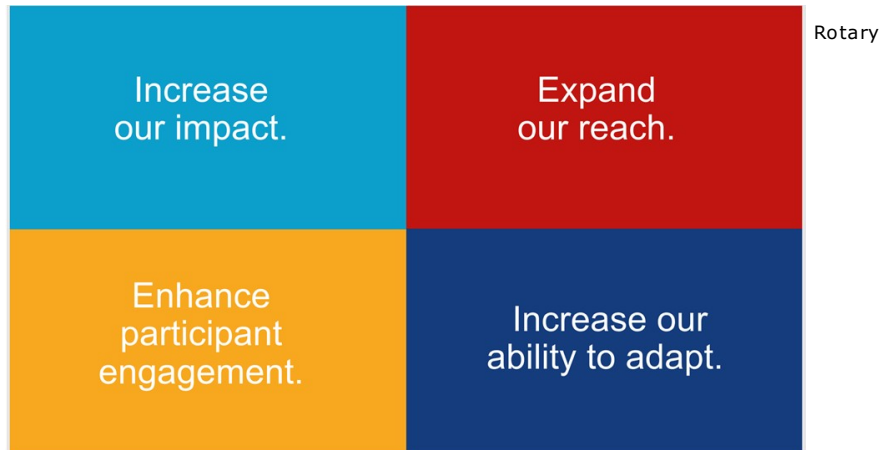 Increase
our impact.
Expand
our reach.
Enhance
participant
engagement.
Increase our
ability to adapt.
Rotary